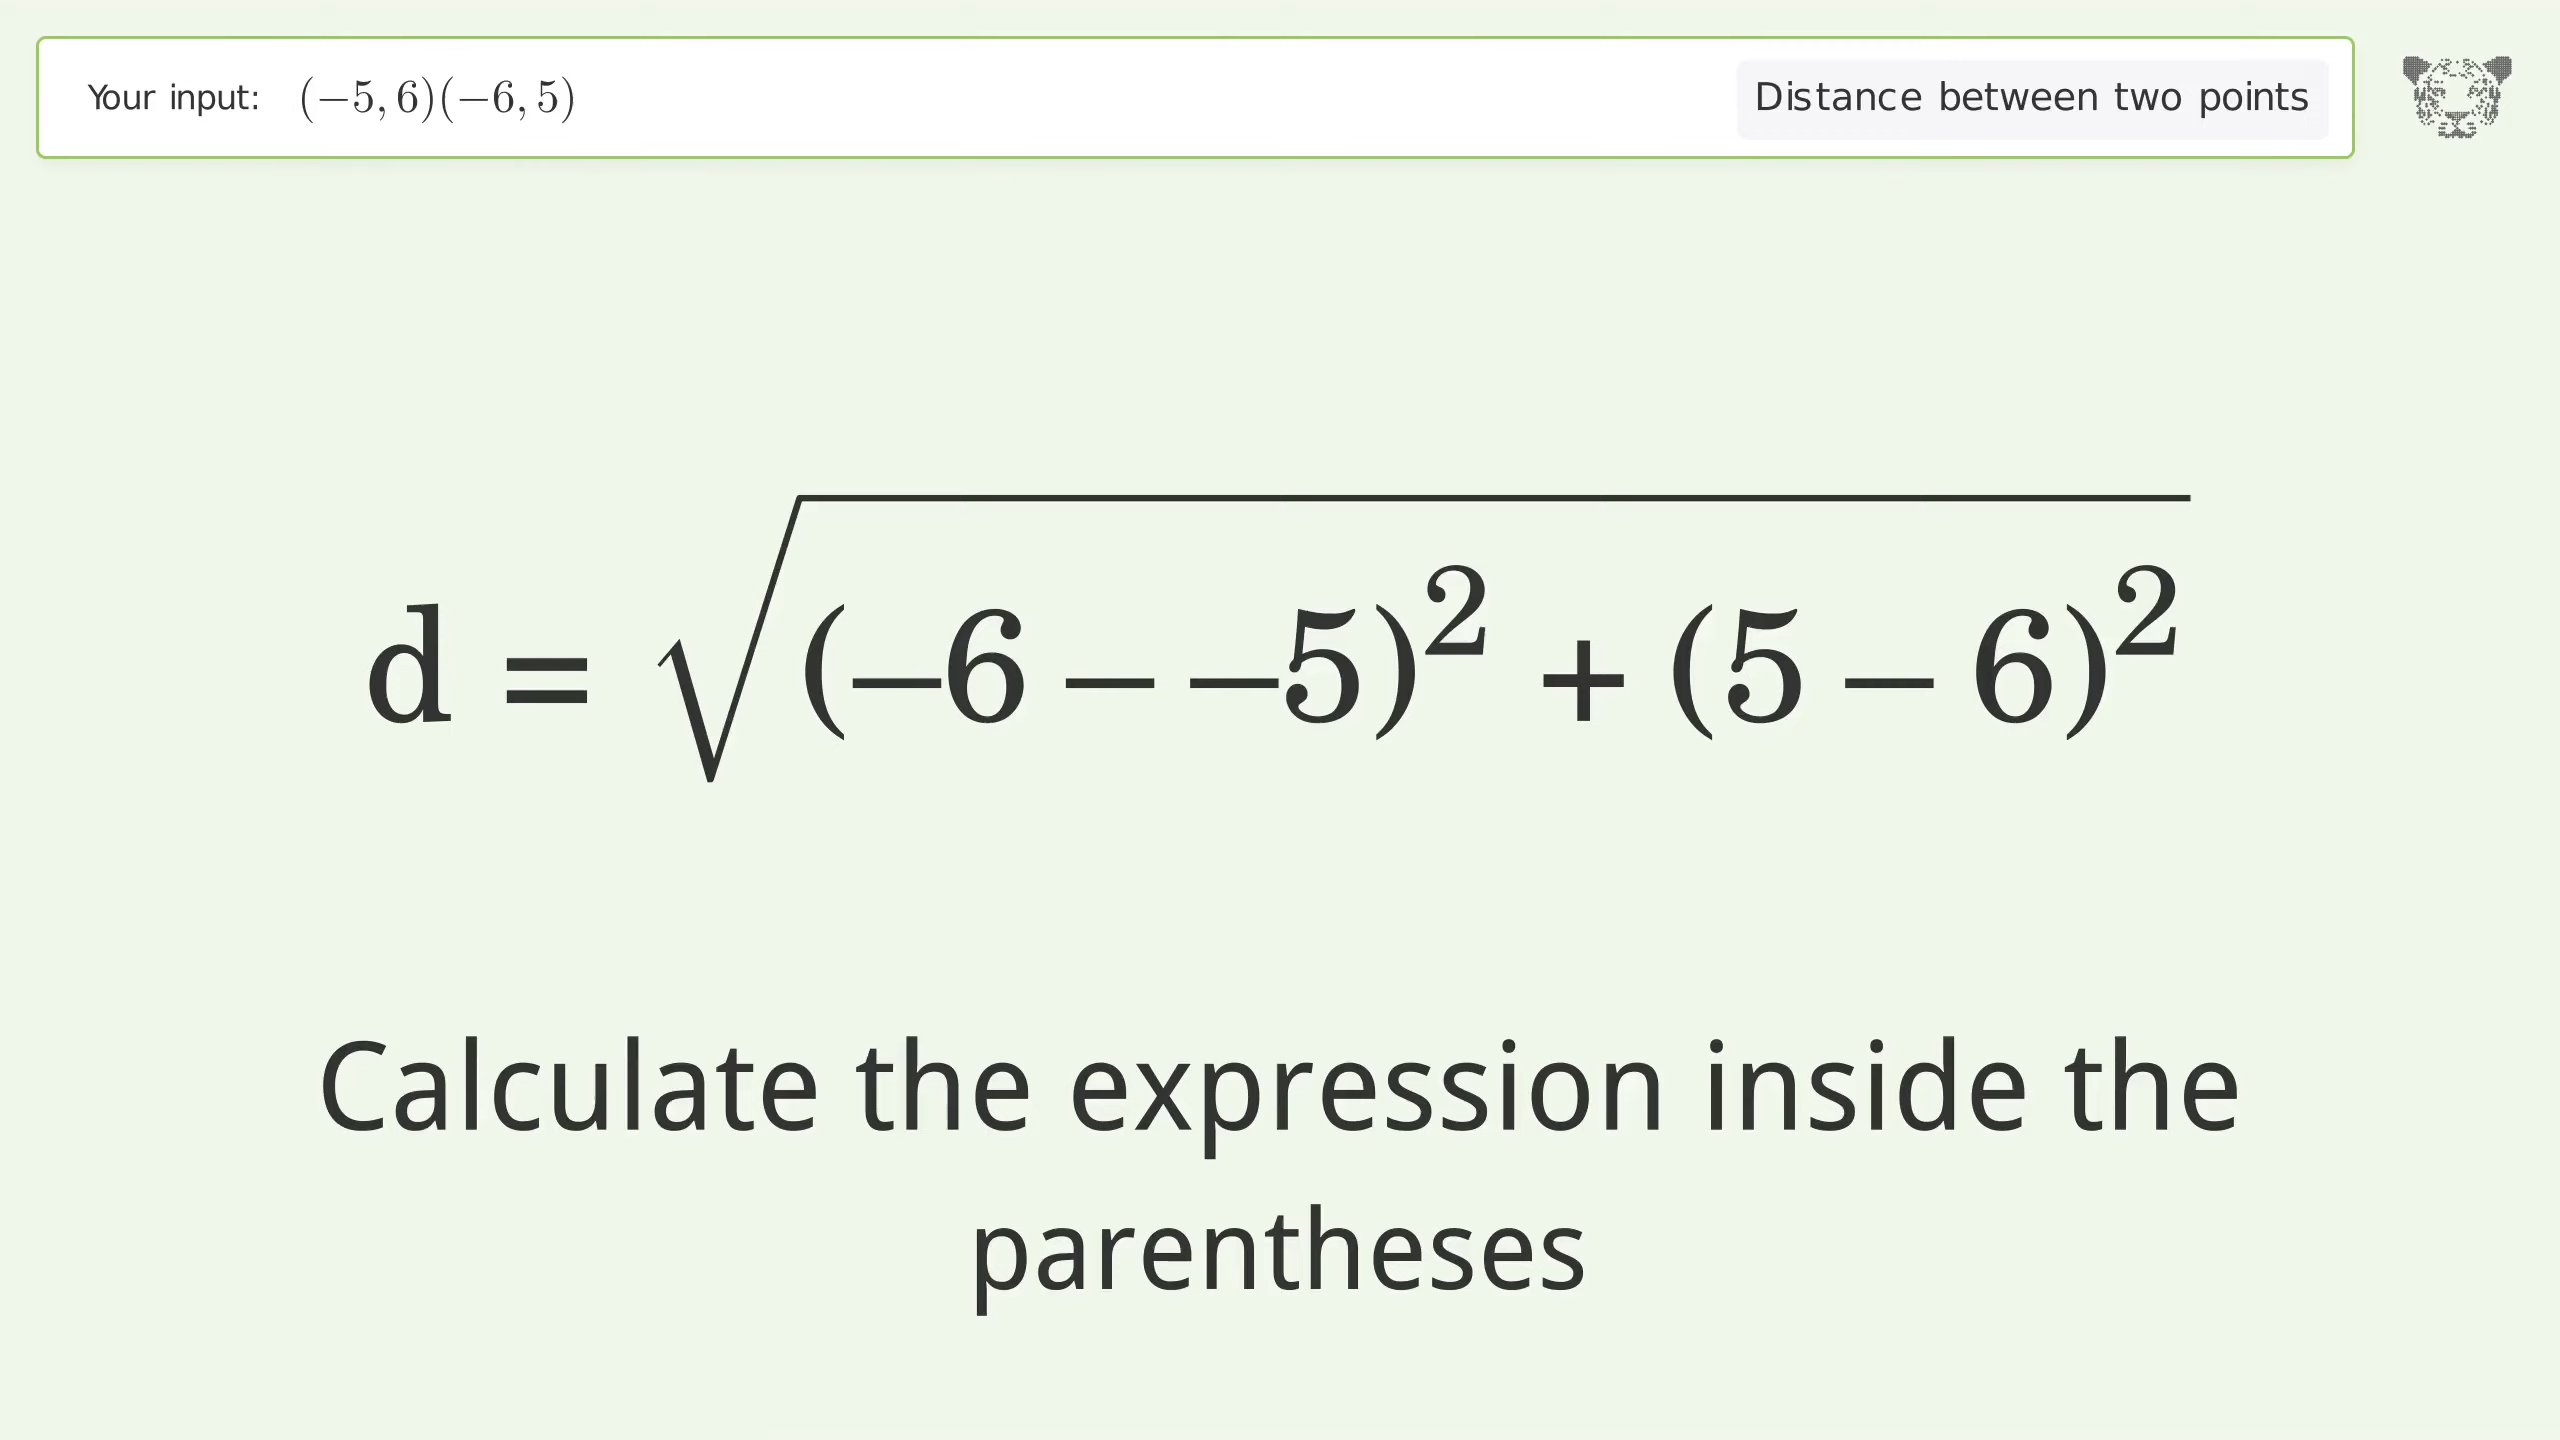 Your input: (−5, 6)(−6, 5)
Distance between two points
d = √(−6 − −5)² + (5 − 6)²
Calculate the expression inside the
parentheses